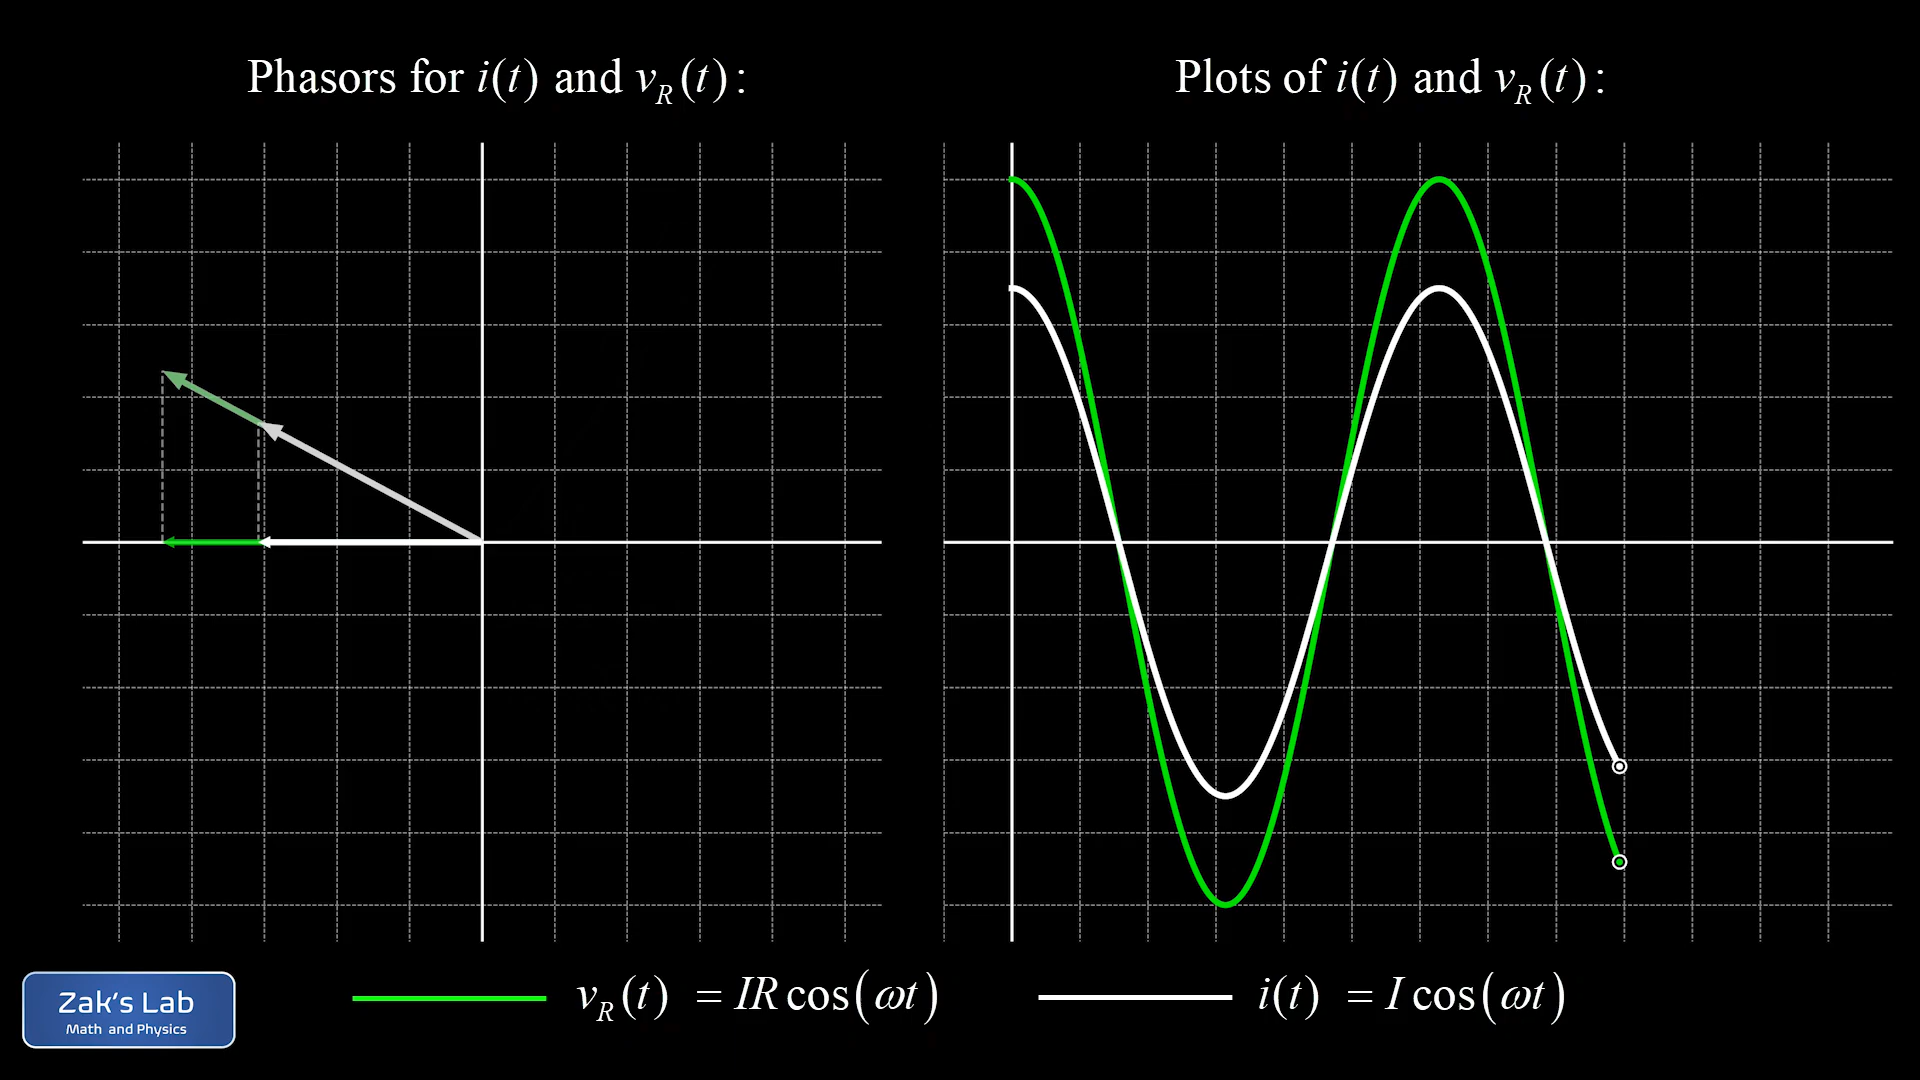 Phasors for i(t) and v_R(t):
Plots of i(t) and v_R(t):
Zak's Lab
Math and Physics
v_R(t) = IR cos(ωt)
i(t) = I cos(ωt)